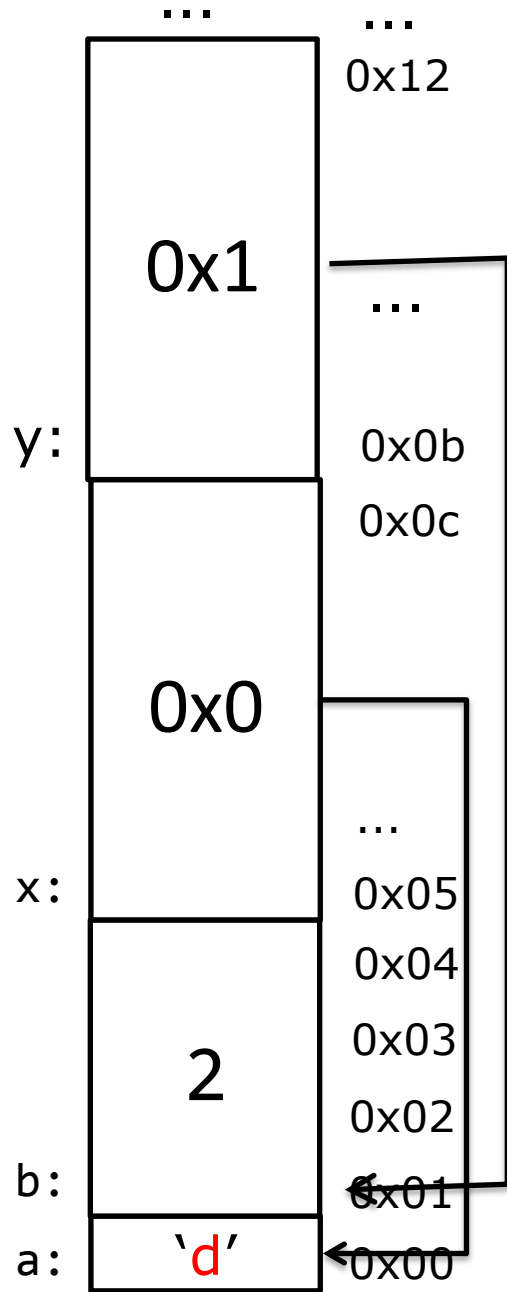 ... ...
0x12
0x1
...
y: 0x0b
0x0c
0x0
...
x: 0x05
0x04
0x03
2
0x02
b: 0x01
a: ‘d’ 0x00